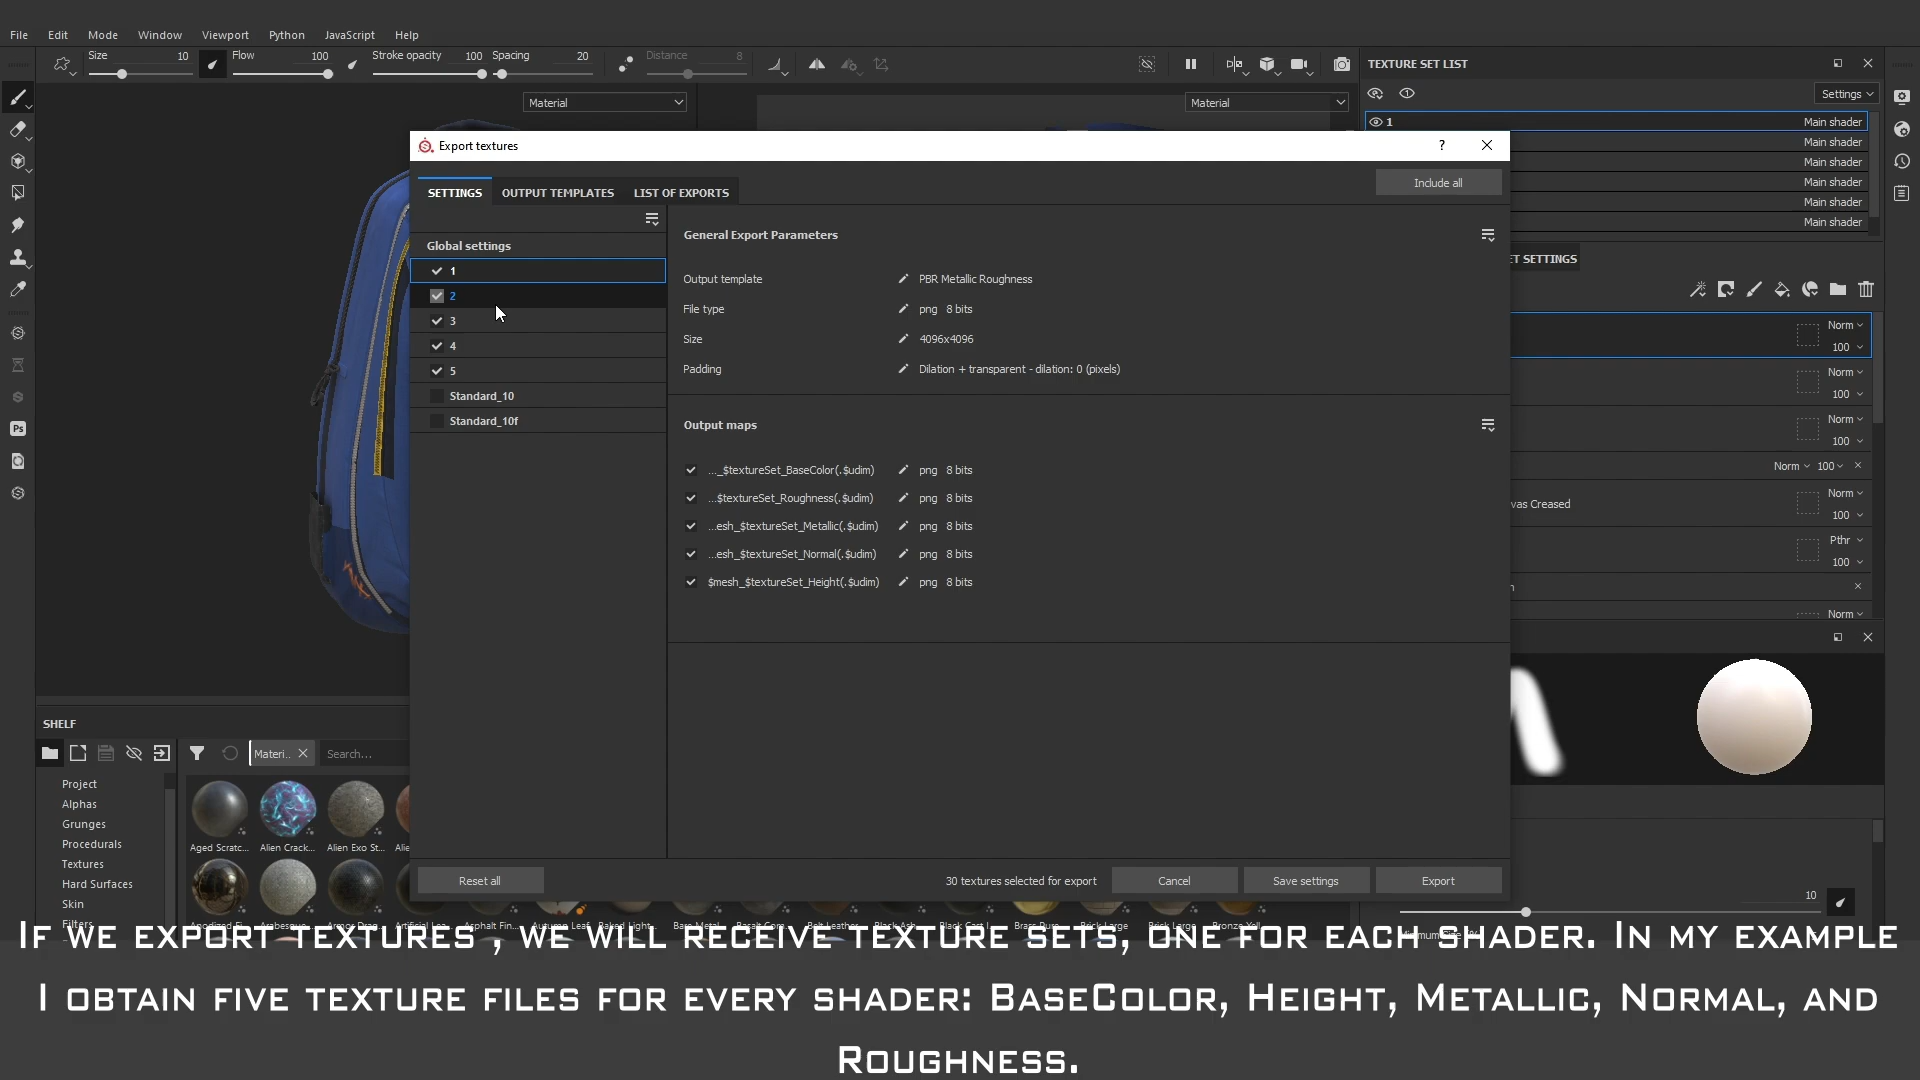 File Edit Mode Window Viewport Python JavaScript Help
Size 10 Flow 100 Stroke opacity 100 Spacing 20 Distance 8
TEXTURE SET LIST
Material
Material
Settings
1 Main shader
Main shader
Main shader
Main shader
Main shader
Main shader
Export textures
?
SETTINGS OUTPUT TEMPLATES LIST OF EXPORTS
Include all
Global settings
1
2
3
4
5
Standard_10
Standard_10f
General Export Parameters
Output template PBR Metallic Roughness
File type png 8 bits
Size 4096x4096
Padding Dilation + transparent - dilation: 0 (pixels)
Output maps
..._$textureSet_BaseColor(.$udim) png 8 bits
...$textureSet_Roughness(.$udim) png 8 bits
...esh_$textureSet_Metallic(.$udim) png 8 bits
...esh_$textureSet_Normal(.$udim) png 8 bits
$mesh_$textureSet_Height(.$udim) png 8 bits
Reset all
30 textures selected for export
Cancel
Save settings
Export
ET SETTINGS
Norm
100
Norm
100
Norm
100
Norm 100
vas Creased
Norm
100
Pthr
100
Norm
Ps
SHELF
Materi..
Search...
Project
Alphas
Grunges
Procedurals
Textures
Hard Surfaces
Skin
Filters
Aged Scratc... Alien Crack... Alien Exo St... Alie
10
IF WE EXPORT TEXTURES , WE WILL RECEIVE TEXTURE SETS, ONE FOR EACH SHADER. IN MY EXAMPLE
I OBTAIN FIVE TEXTURE FILES FOR EVERY SHADER: BASECOLOR, HEIGHT, METALLIC, NORMAL, AND
ROUGHNESS.